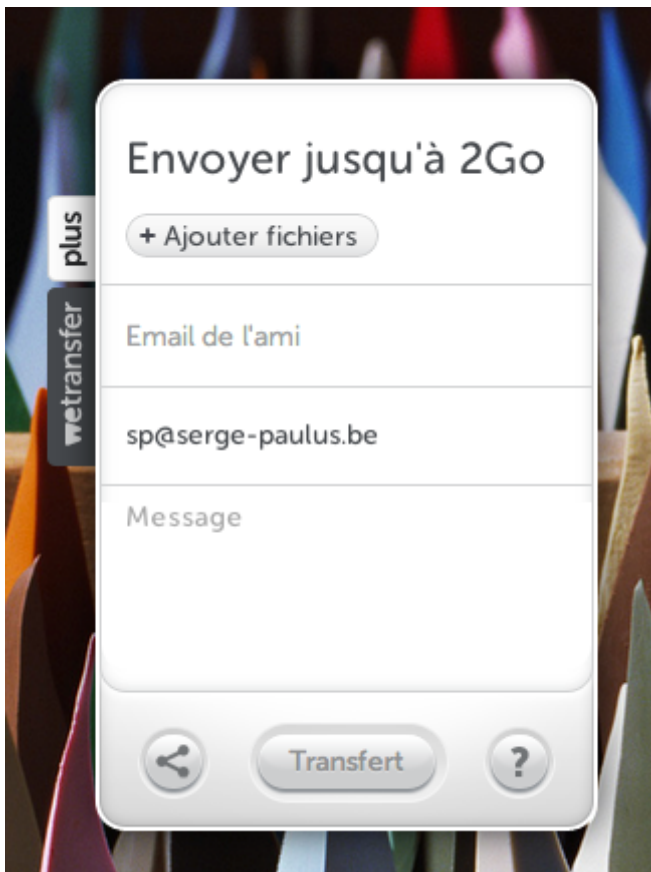 Envoyer jusqu'à 2Go
+ Ajouter fichiers
plus
wetransfer
Email de l'ami
sp@serge-paulus.be
Message
Transfert
?